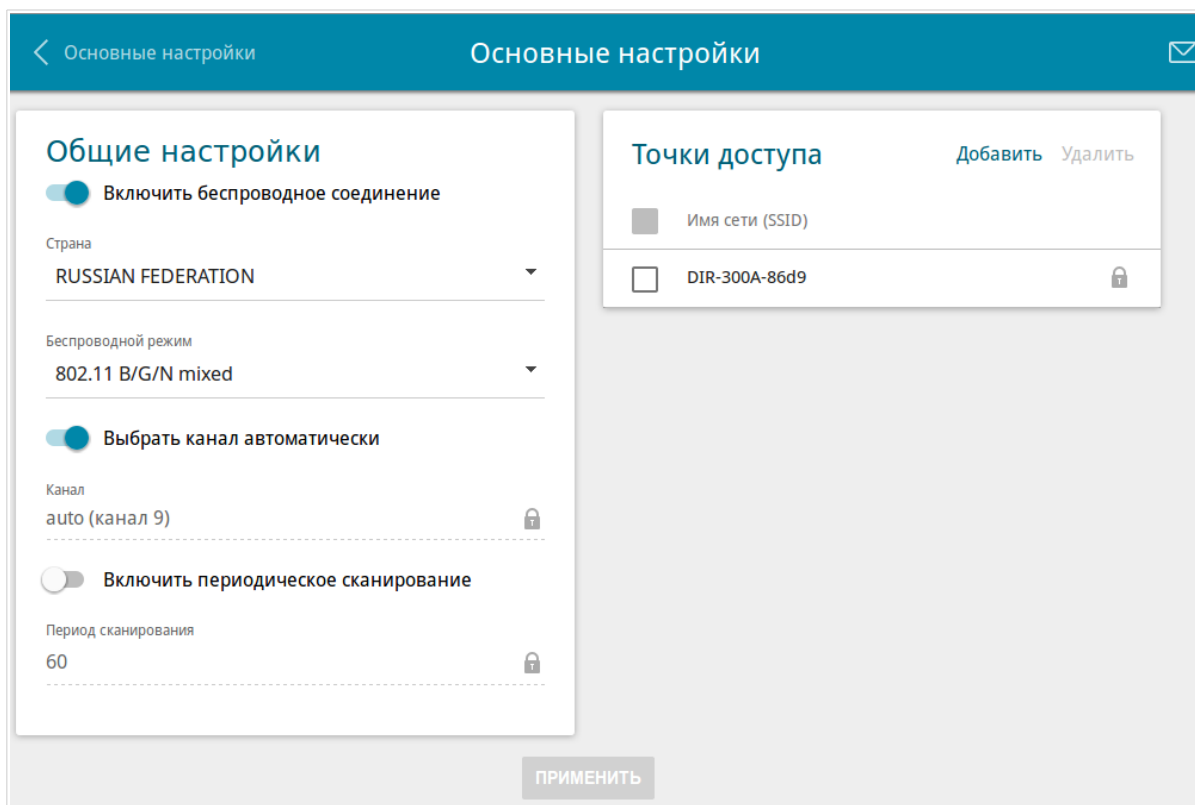 Основные настройки
Основные настройки
Общие настройки
Включить беспроводное соединение
Страна
RUSSIAN FEDERATION
Беспроводной режим
802.11 B/G/N mixed
Выбрать канал автоматически
Канал
auto (канал 9)
Включить периодическое сканирование
Период сканирования
60
Точки доступа
Добавить Удалить
Имя сети (SSID)
DIR-300A-86d9
ПРИМЕНИТЬ